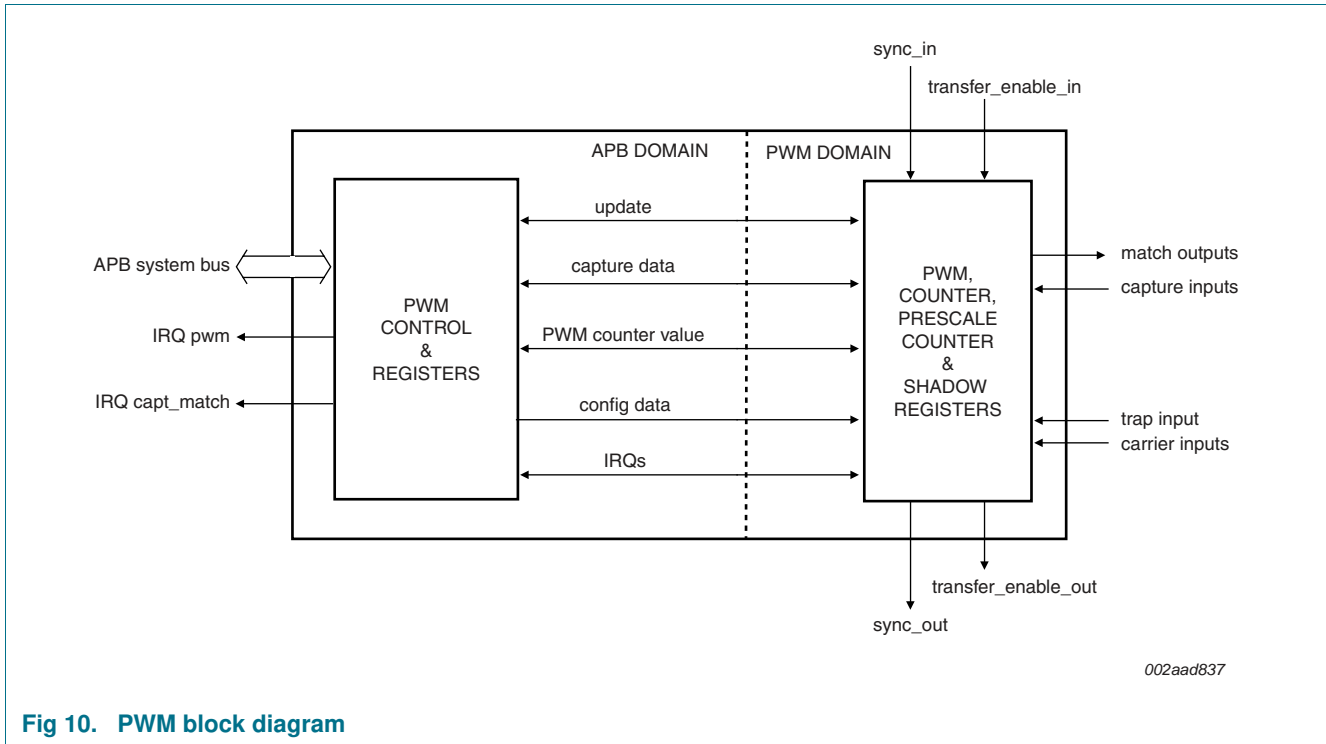 sync_in
transfer_enable_in
APB DOMAIN
PWM DOMAIN
update
capture data
PWM counter value
config data
IRQs
APB system bus
IRQ pwm
IRQ capt_match
PWM
CONTROL
&
REGISTERS
PWM,
COUNTER,
PRESCALE
COUNTER
&
SHADOW
REGISTERS
match outputs
capture inputs
trap input
carrier inputs
transfer_enable_out
sync_out
002aad837
Fig 10. PWM block diagram